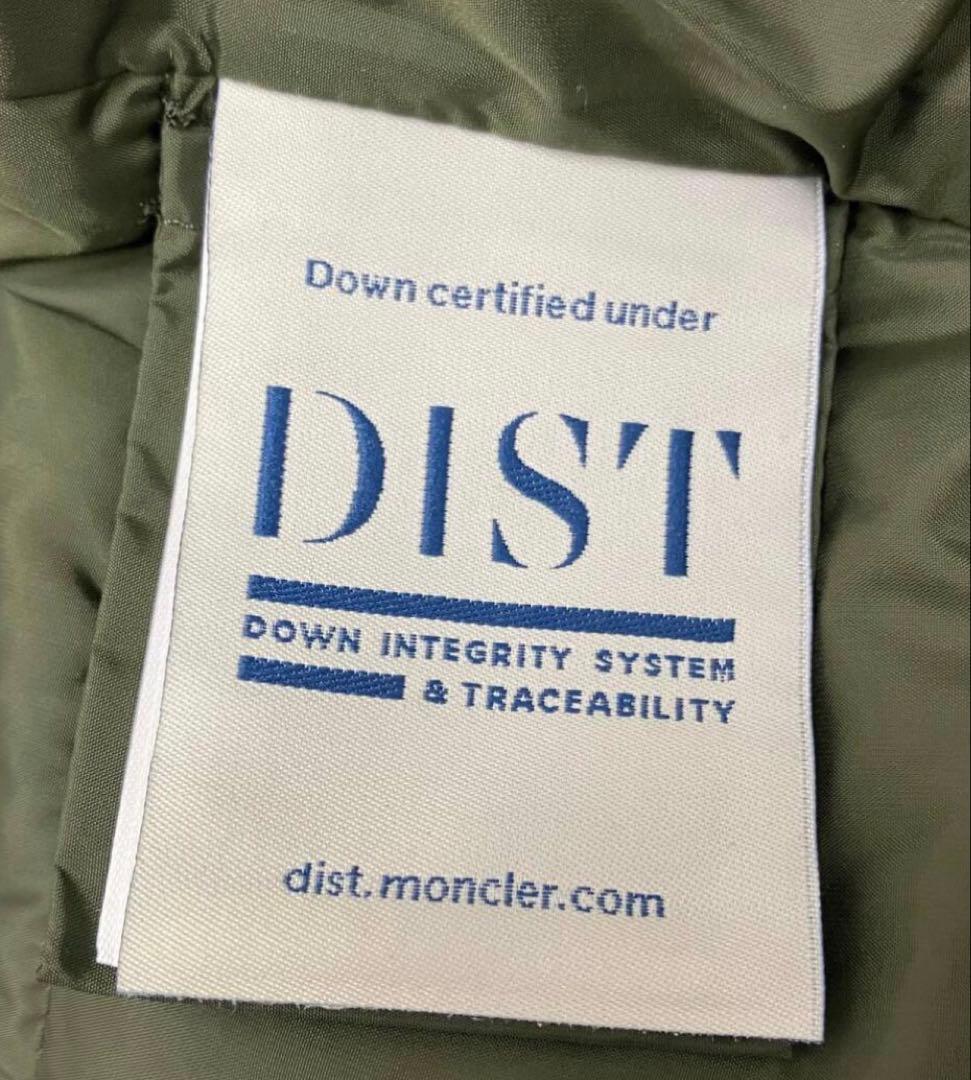 Down certified under
DIST
DOWN INTEGRITY SYSTEM
& TRACEABILITY
dist.moncler.com